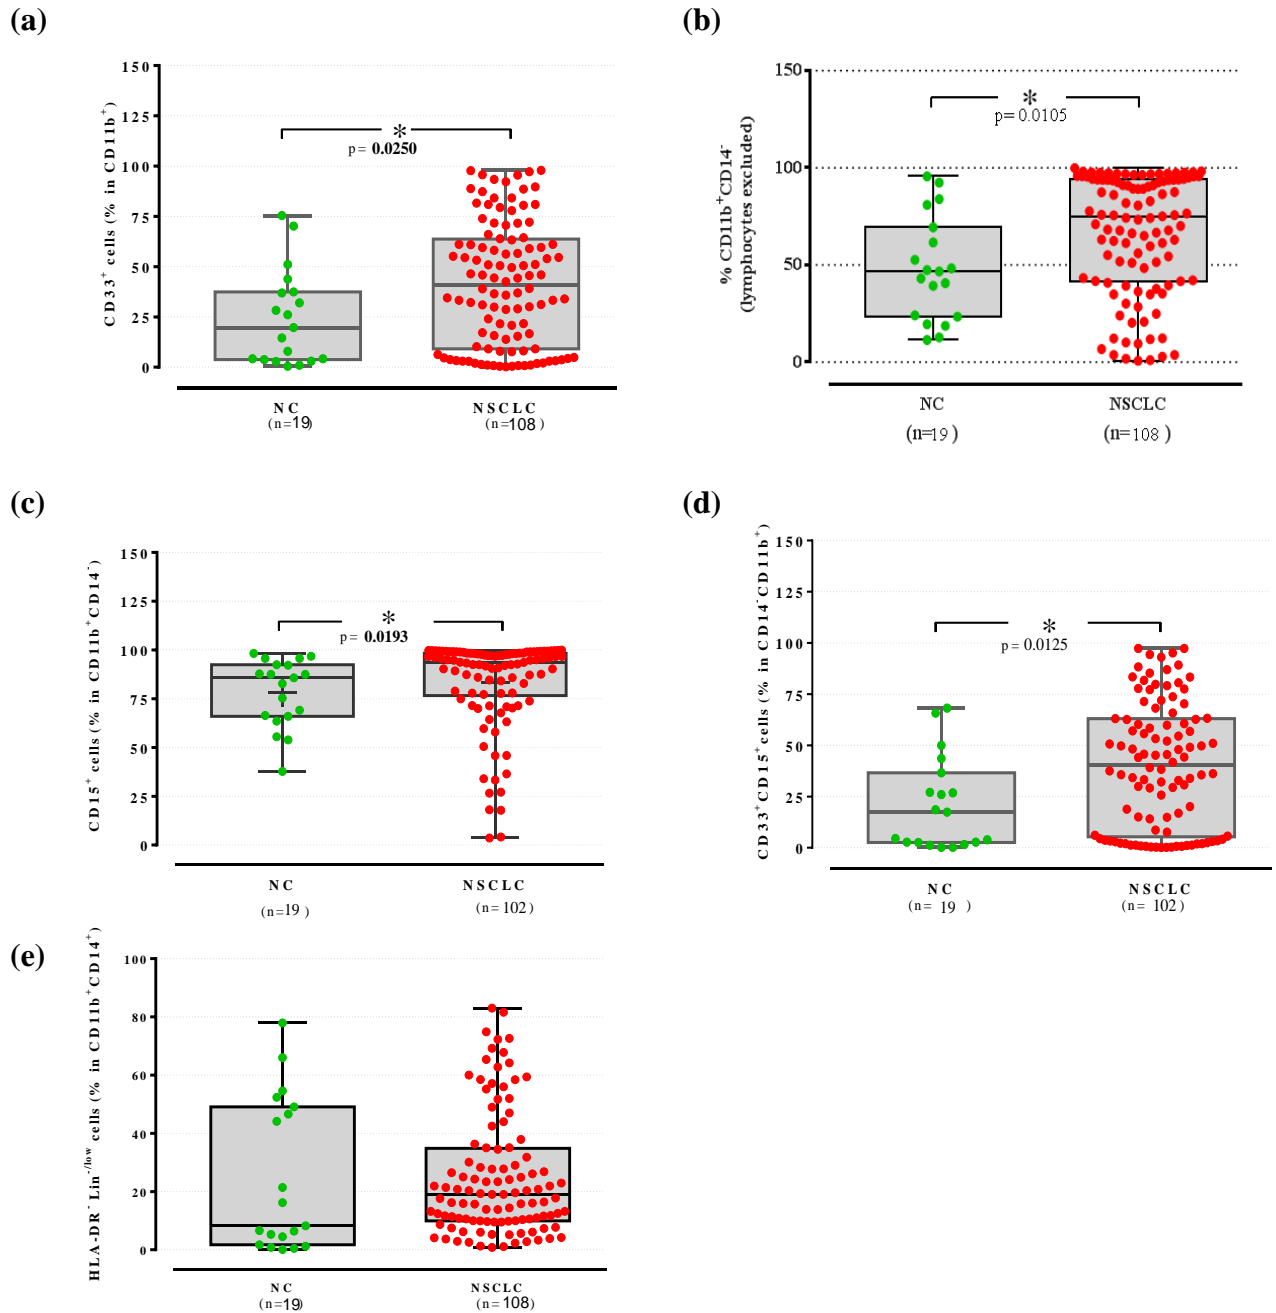 (a)
CD33⁺ cells (% in CD11b⁺)
150
125
100
75
50
25
0
*
p= 0.0250
NC
(n=19)
NSCLC
(n=108 )
(b)
% CD11b⁺CD14⁻
(lymphocytes excluded)
150
100
50
0
*
p= 0.0105
NC
(n=19 )
NSCLC
(n=108 )
(c)
CD15⁺ cells (% in CD11b⁺CD14⁻)
150
125
100
75
50
25
0
*
p= 0.0193
NC
(n=19 )
NSCLC
(n= 102)
(d)
CD33⁺CD15⁺ cells (% in CD14⁻CD11b⁺)
150
125
100
75
50
25
0
*
p= 0.0125
NC
(n= 19 )
NSCLC
(n= 102)
(e)
HLA-DR⁻ Lin⁻/low cells (% in CD11b⁺CD14⁺)
100
80
60
40
20
0
NC
(n=19)
NSCLC
(n=108)